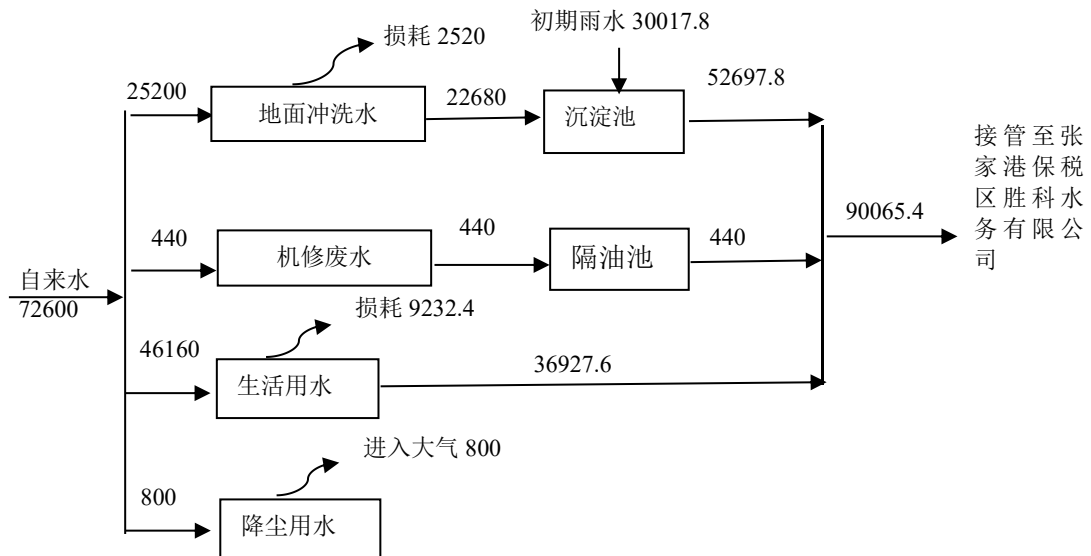 初期雨水 30017.8
损耗 2520
25200
地面冲洗水
22680
沉淀池
52697.8
接管至张
家港保税
区胜科水
务有限公
司
90065.4
440
机修废水
440
隔油池
440
自来水
72600
损耗 9232.4
46160
生活用水
36927.6
进入大气 800
800
降尘用水